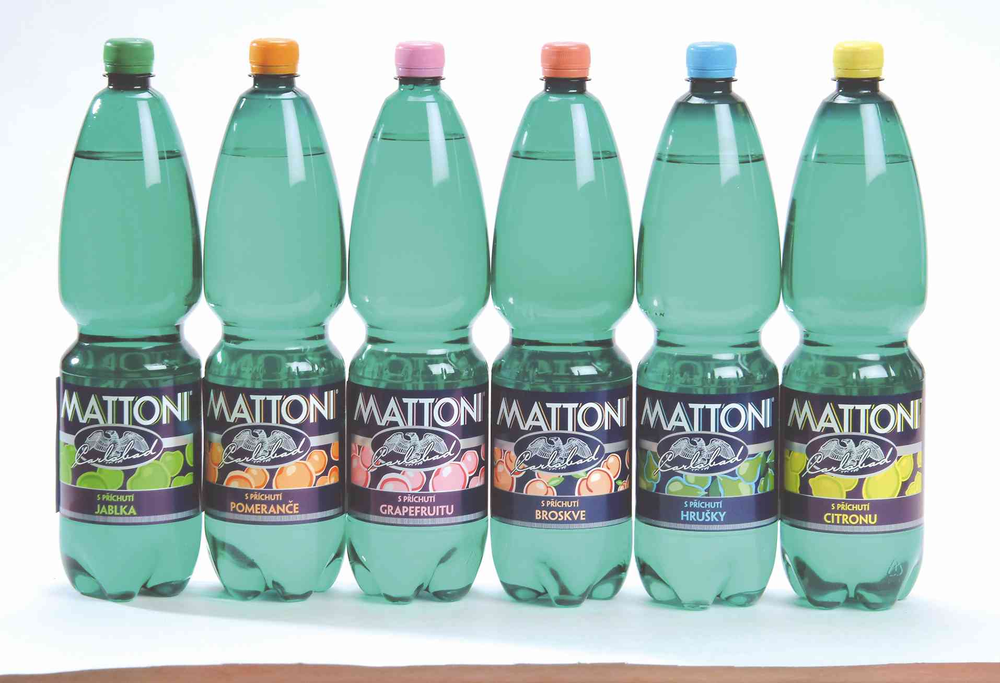 MATTONI®
Carlsbad
S PŘÍCHUTÍ
JABLKA
MATTONI®
Carlsbad
S PŘÍCHUTÍ
POMERANČE
MATTONI
Carlsbad
S PŘÍCHUTÍ
GRAPEFRUITU
MATTONI®
Carlsbad
S PŘÍCHUTÍ
BROSKVE
MATTONI®
Carlsbad
S PŘÍCHUTÍ
HRUŠKY
MATTONI
Carlsbad
S PŘÍCHUTÍ
CITRONU